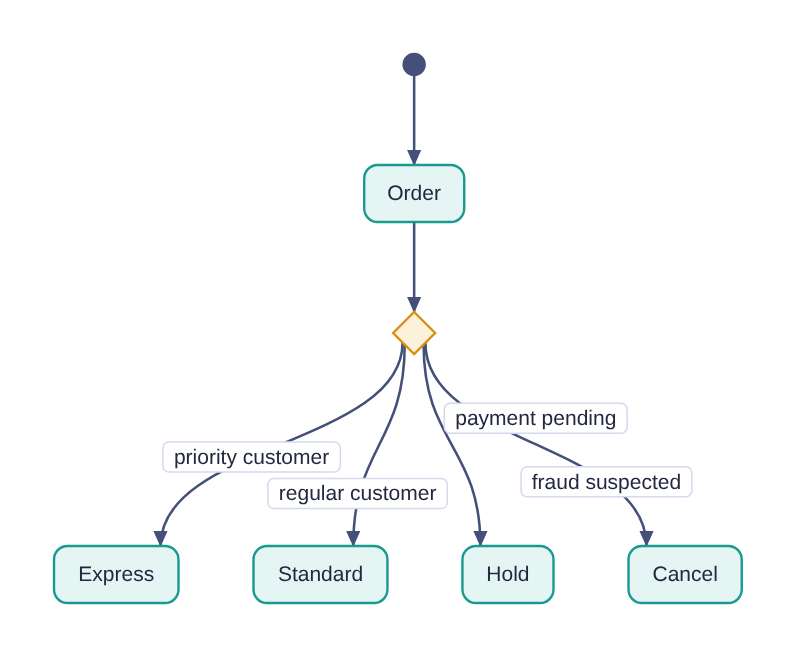 Order
payment pending
priority customer
fraud suspected
regular customer
Express
Standard
Hold
Cancel